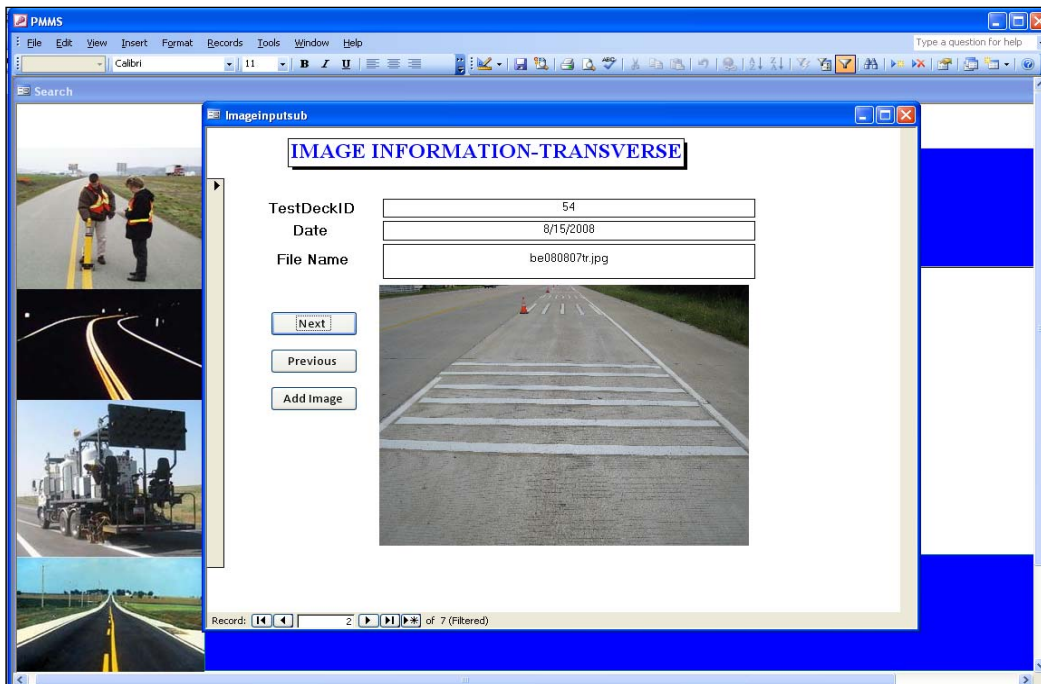 PMMS
File Edit View Insert Format Records Tools Window Help
Type a question for help
Calibri 11 B I U
Search
Imageinputsub
IMAGE INFORMATION-TRANSVERSE
TestDeckID 54
Date 8/15/2008
File Name be080807tr.jpg
Next
Previous
Add Image
Record: 2 of 7 (Filtered)